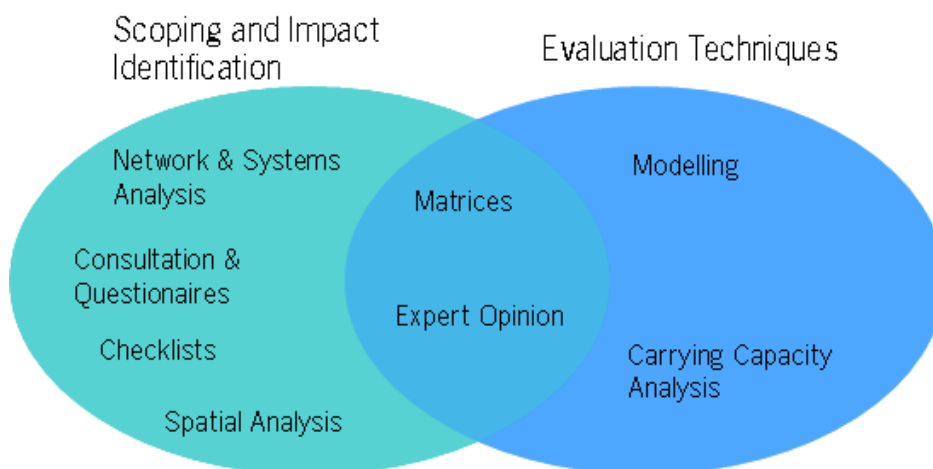 Scoping and Impact
Identification
Evaluation Techniques
Network & Systems
Analysis
Consultation &
Questionaires
Checklists
Spatial Analysis
Matrices
Expert Opinion
Modelling
Carrying Capacity
Analysis